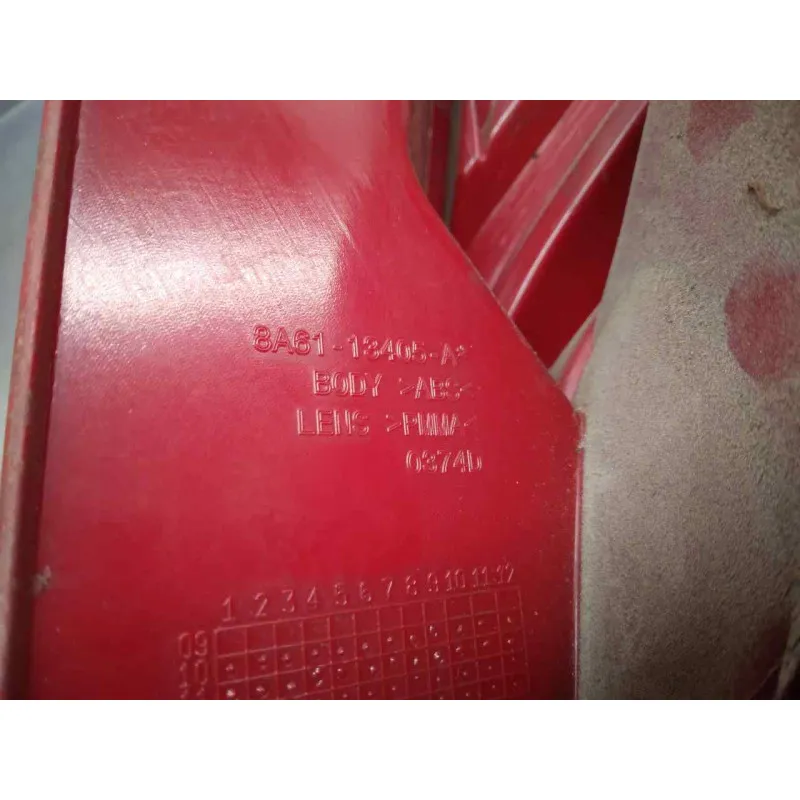 8A61-13405-A*
BODY >ABS<
LENS >PMMA<
0374D
1 2 3 4 5 6 7 8 9 10 11 12
09
10